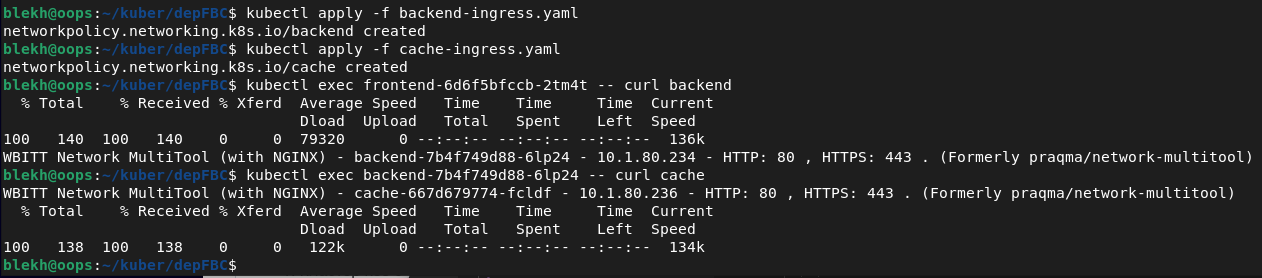 blekh@oops:~/kuber/depFBC$ kubectl apply -f backend-ingress.yaml
networkpolicy.networking.k8s.io/backend created
blekh@oops:~/kuber/depFBC$ kubectl apply -f cache-ingress.yaml
networkpolicy.networking.k8s.io/cache created
blekh@oops:~/kuber/depFBC$ kubectl exec frontend-6d6f5bfccb-2tm4t -- curl backend
  % Total    % Received % Xferd  Average Speed   Time    Time     Time  Current
                                 Dload  Upload   Total   Spent    Left  Speed
100   140  100   140    0     0  79320      0 --:--:-- --:--:-- --:--:--  136k
WBITT Network MultiTool (with NGINX) - backend-7b4f749d88-6lp24 - 10.1.80.234 - HTTP: 80 , HTTPS: 443 . (Formerly praqma/network-multitool)
blekh@oops:~/kuber/depFBC$ kubectl exec backend-7b4f749d88-6lp24 -- curl cache
WBITT Network MultiTool (with NGINX) - cache-667d679774-fcldf - 10.1.80.236 - HTTP: 80 , HTTPS: 443 . (Formerly praqma/network-multitool)
  % Total    % Received % Xferd  Average Speed   Time    Time     Time  Current
                                 Dload  Upload   Total   Spent    Left  Speed
100   138  100   138    0     0   122k      0 --:--:-- --:--:-- --:--:--  134k
blekh@oops:~/kuber/depFBC$